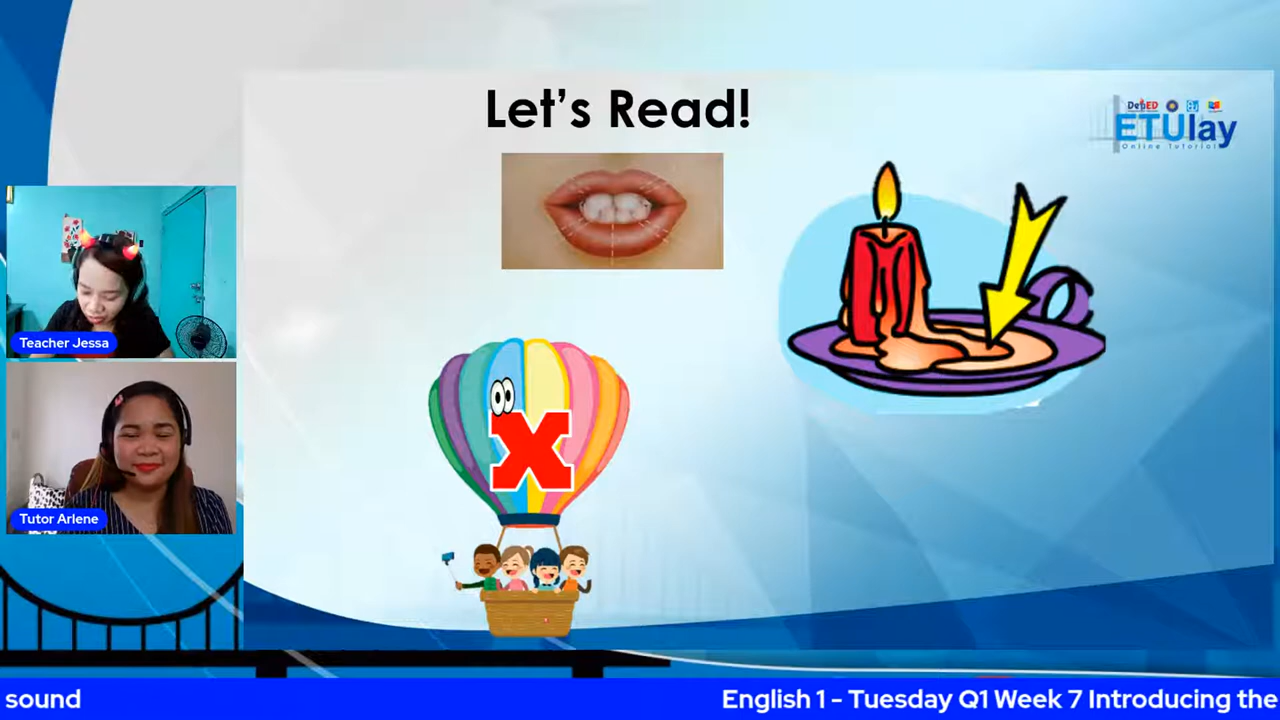 Let's Read!
DepED
ETUlay
Online Tutorial
Teacher Jessa
X
Tutor Arlene
sound
English 1 - Tuesday Q1 Week 7 Introducing the